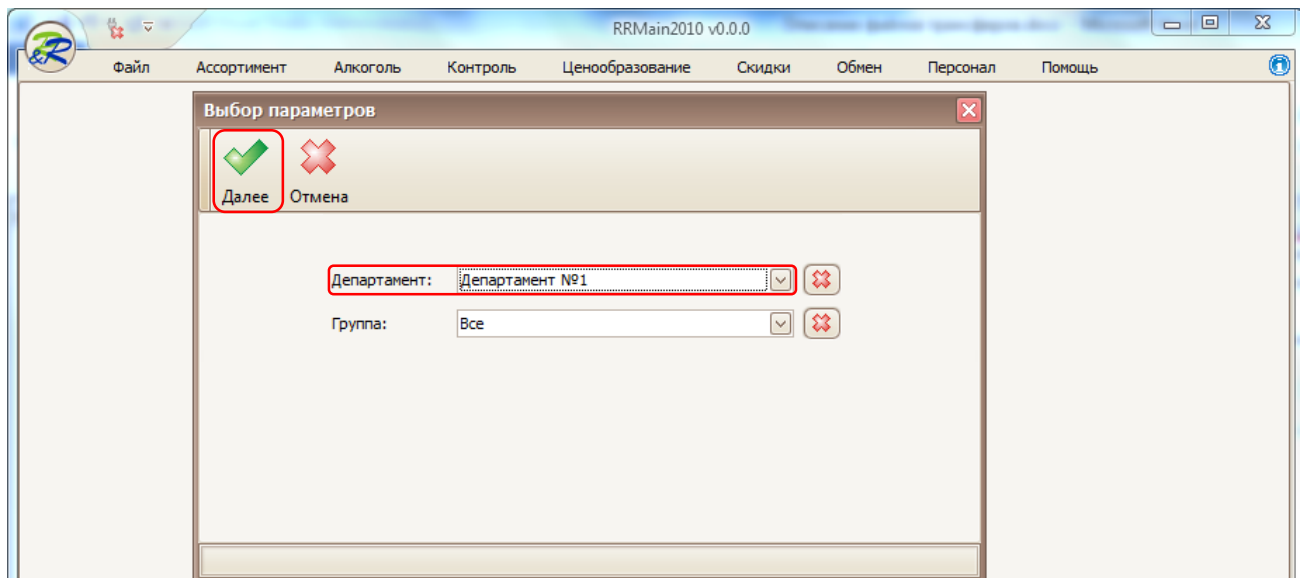 RRMain2010 v0.0.0
&R
Файл Ассортимент Алкоголь Контроль Ценообразование Скидки Обмен Персонал Помощь
Выбор параметров
Далее Отмена
Департамент: Департамент №1
Группа: Все